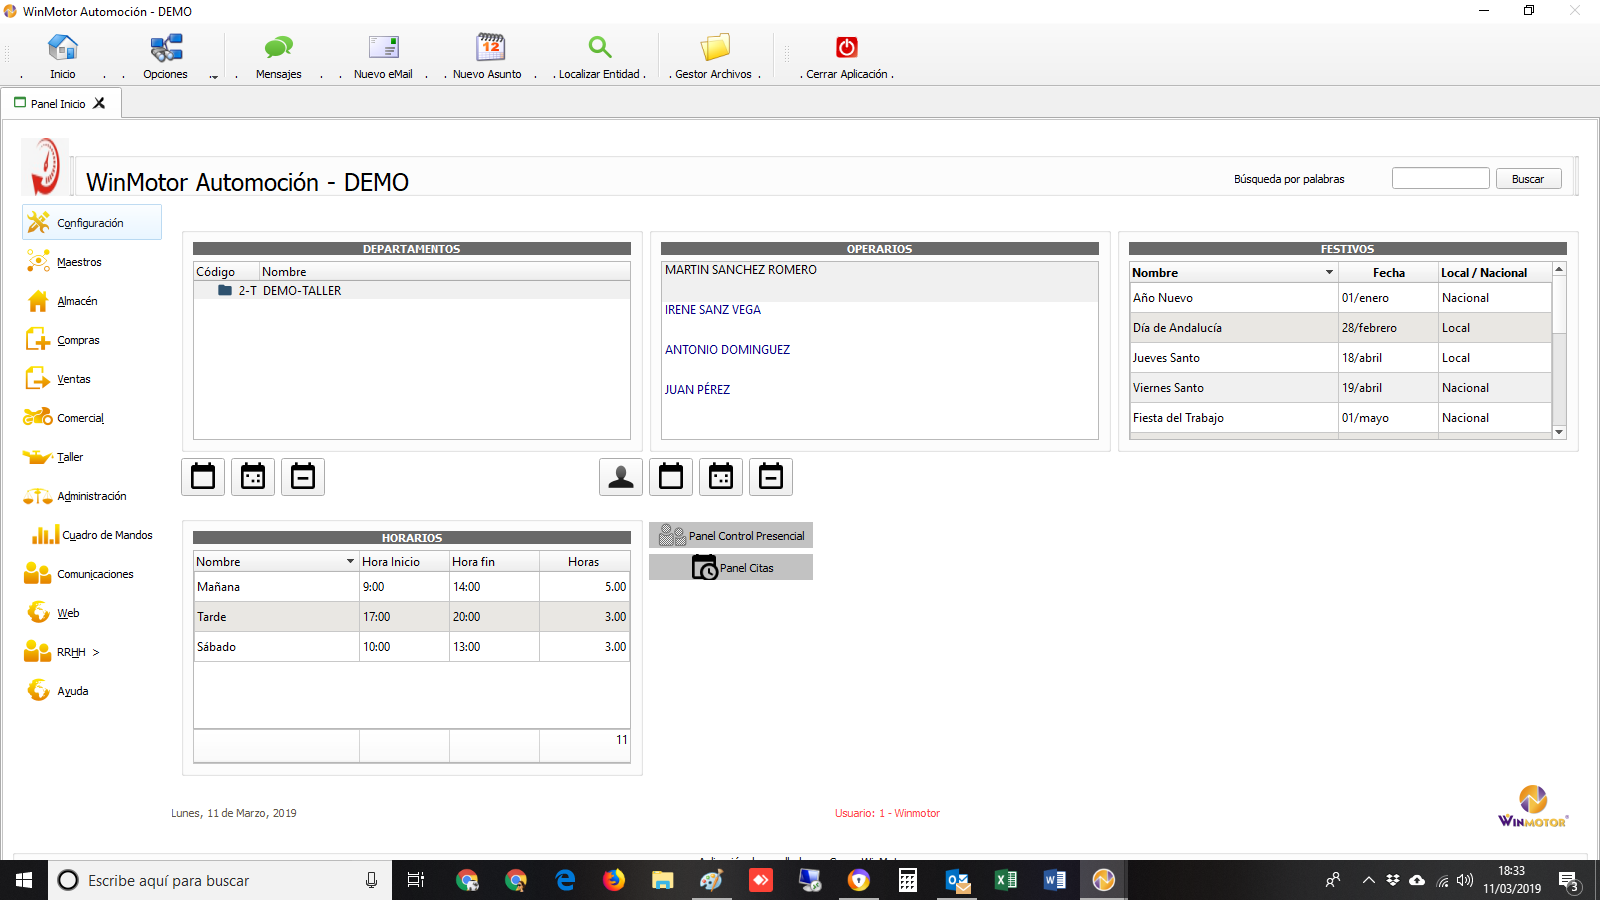 WinMotor Automoción - DEMO
Inicio
Opciones
Mensajes
Nuevo eMail
12
Nuevo Asunto
Localizar Entidad
Gestor Archivos
Cerrar Aplicación
Panel Inicio
WinMotor Automoción - DEMO
Búsqueda por palabras
Buscar
Configuración
Maestros
Almacén
Compras
Ventas
Comercial
Taller
Administración
Cuadro de Mandos
Comunicaciones
Web
RRHH >
Ayuda
DEPARTAMENTOS
Código Nombre
2-T DEMO-TALLER
OPERARIOS
MARTIN SANCHEZ ROMERO
IRENE SANZ VEGA
ANTONIO DOMINGUEZ
JUAN PÉREZ
FESTIVOS
Nombre Fecha Local / Nacional
Año Nuevo 01/enero Nacional
Día de Andalucía 28/febrero Local
Jueves Santo 18/abril Local
Viernes Santo 19/abril Nacional
Fiesta del Trabajo 01/mayo Nacional
HORARIOS
Nombre Hora Inicio Hora fin Horas
Mañana 9:00 14:00 5.00
Tarde 17:00 20:00 3.00
Sábado 10:00 13:00 3.00
11
Panel Control Presencial
Panel Citas
Lunes, 11 de Marzo, 2019
Usuario: 1 - Winmotor
WINMOTOR
Escribe aquí para buscar
18:33
11/03/2019
3